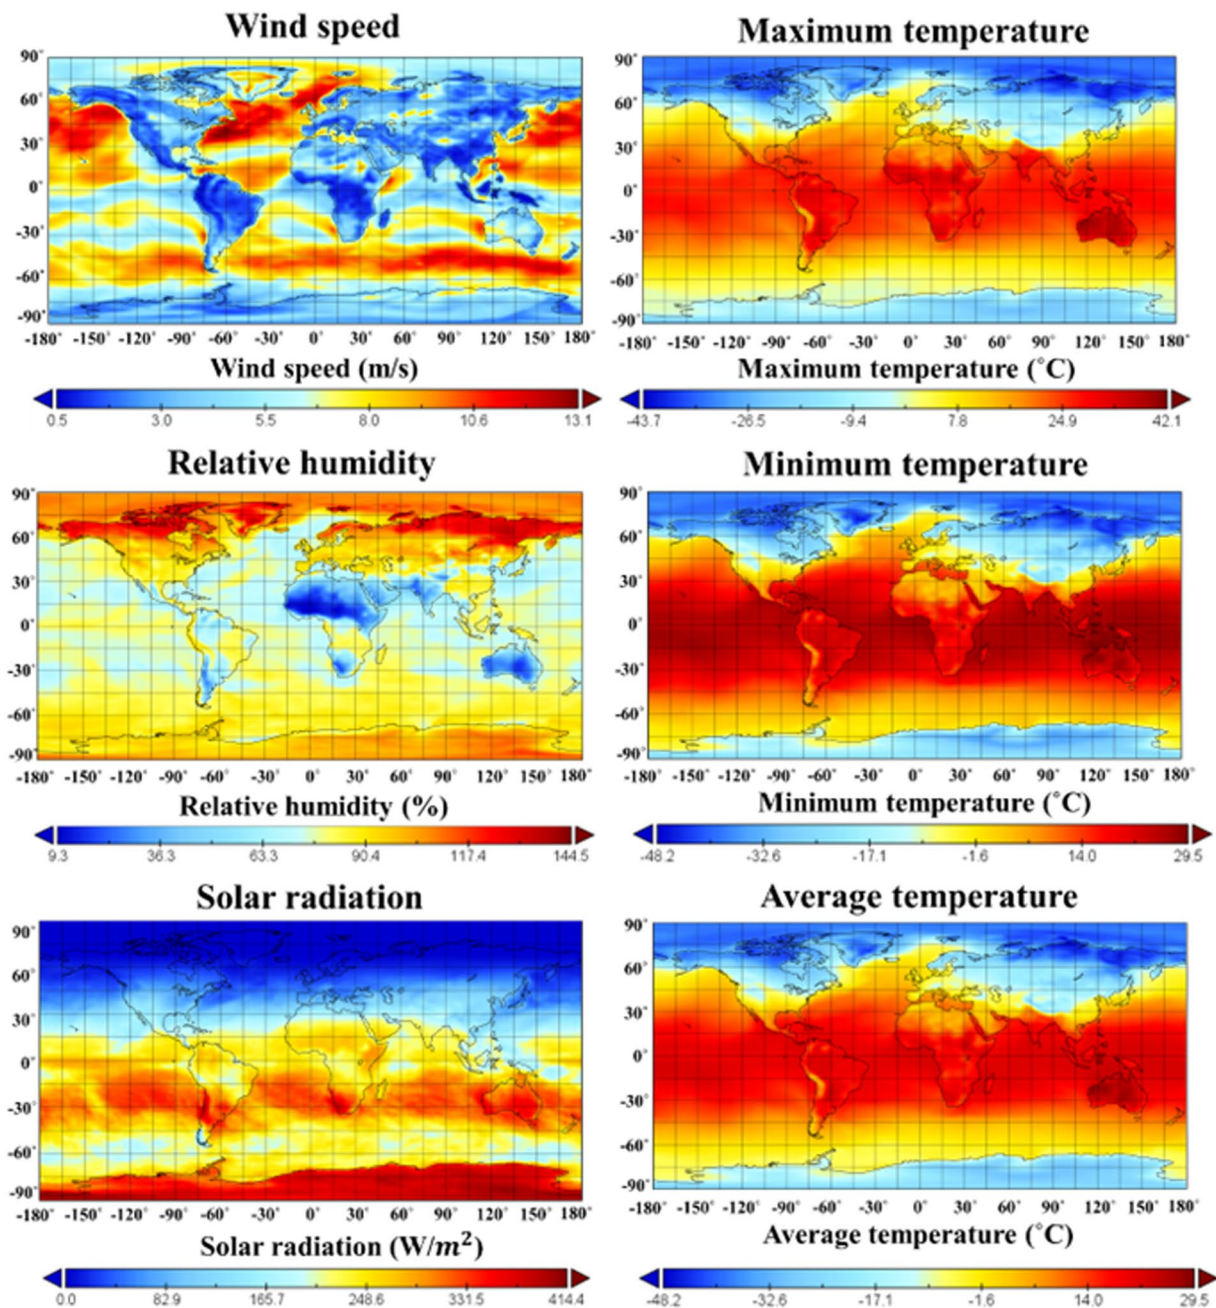 Wind speed
90˚
60˚
30˚
0˚
-30˚
-60˚
-90˚
-180˚ -150˚ -120˚ -90˚ -60˚ -30˚ 0˚ 30˚ 60˚ 90˚ 120˚ 150˚ 180˚
Wind speed (m/s)
0.5 3.0 5.5 8.0 10.6 13.1
Maximum temperature
90˚
60˚
30˚
0˚
-30˚
-60˚
-90˚
-180˚ -150˚ -120˚ -90˚ -60˚ -30˚ 0˚ 30˚ 60˚ 90˚ 120˚ 150˚ 180˚
Maximum temperature (˚C)
-43.7 -26.5 -9.4 7.8 24.9 42.1
Relative humidity
90˚
60˚
30˚
0˚
-30˚
-60˚
-90˚
-180˚ -150˚ -120˚ -90˚ -60˚ -30˚ 0˚ 30˚ 60˚ 90˚ 120˚ 150˚ 180˚
Relative humidity (%)
9.3 36.3 63.3 90.4 117.4 144.5
Minimum temperature
90˚
60˚
30˚
0˚
-30˚
-60˚
-90˚
-180˚ -150˚ -120˚ -90˚ -60˚ -30˚ 0˚ 30˚ 60˚ 90˚ 120˚ 150˚ 180˚
Minimum temperature (˚C)
-48.2 -32.6 -17.1 -1.6 14.0 29.5
Solar radiation
90˚
60˚
30˚
0˚
-30˚
-60˚
-90˚
-180˚ -150˚ -120˚ -90˚ -60˚ -30˚ 0˚ 30˚ 60˚ 90˚ 120˚ 150˚ 180˚
Solar radiation (W/m²)
0.0 82.9 165.7 248.6 331.5 414.4
Average temperature
90˚
60˚
30˚
0˚
-30˚
-60˚
-90˚
-180˚ -150˚ -120˚ -90˚ -60˚ -30˚ 0˚ 30˚ 60˚ 90˚ 120˚ 150˚ 180˚
Average temperature (˚C)
-48.2 -32.6 -17.1 -1.6 14.0 29.5